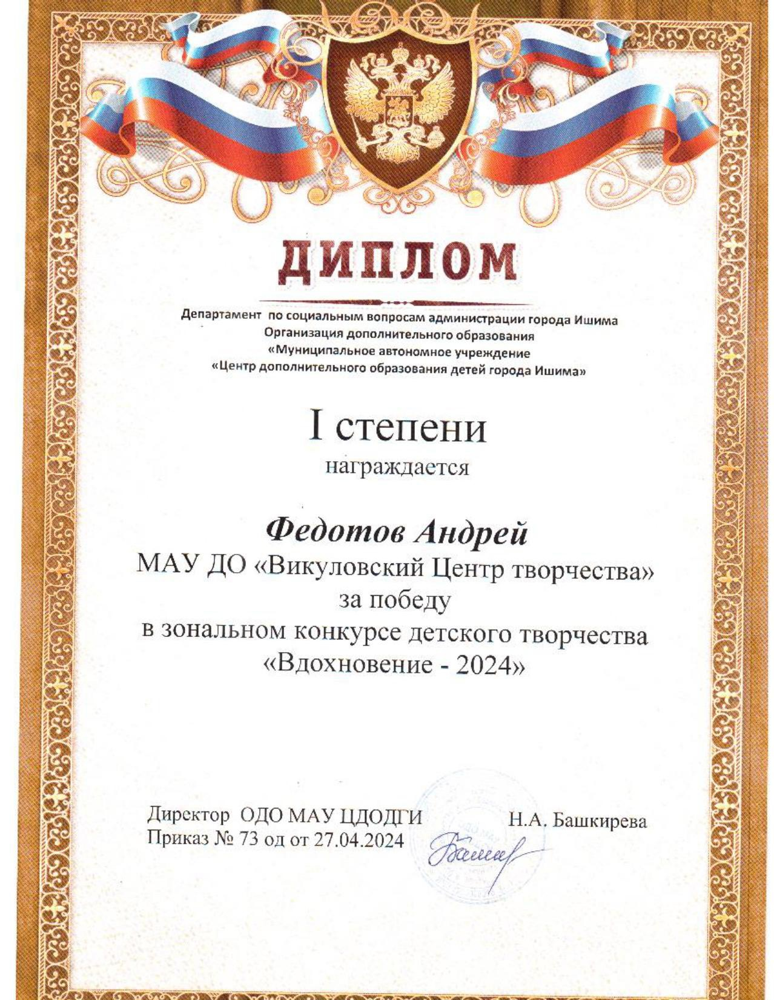 ДИПЛОМ
Департамент по социальным вопросам администрации города Ишима
Организация дополнительного образования
«Муниципальное автономное учреждение
«Центр дополнительного образования детей города Ишима»
I степени
награждается
Федотов Андрей
МАУ ДО «Викуловский Центр творчества»
за победу
в зональном конкурсе детского творчества
«Вдохновение - 2024»
Директор ОДО МАУ ЦДОДГИ Н.А. Башкирева
Приказ № 73 од от 27.04.2024